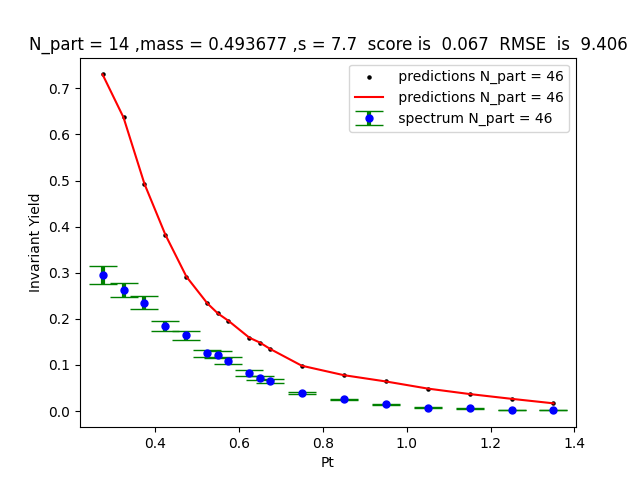 N_part = 14 ,mass = 0.493677 ,s = 7.7  score is  0.067  RMSE  is  9.406
predictions N_part = 46
predictions N_part = 46
spectrum N_part = 46
Invariant Yield
0.7
0.6
0.5
0.4
0.3
0.2
0.1
0.0
0.4 0.6 0.8 1.0 1.2 1.4
Pt